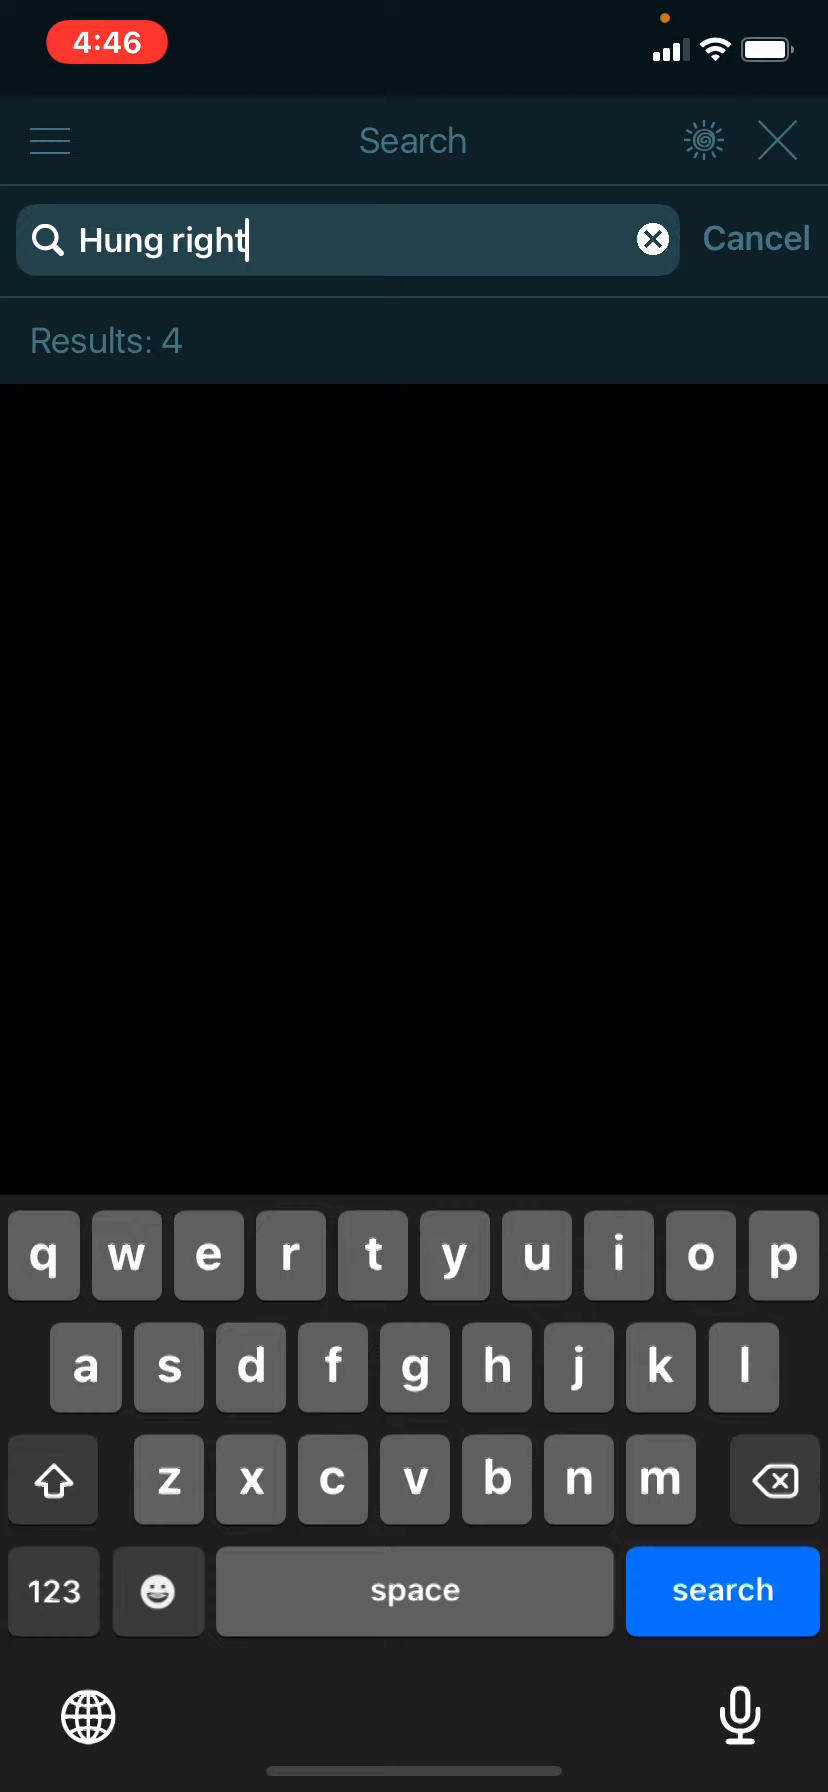 4:46
Search
Hung right
Cancel
Results: 4
q w e r t y u i o p
a s d f g h j k l
z x c v b n m
123 space search